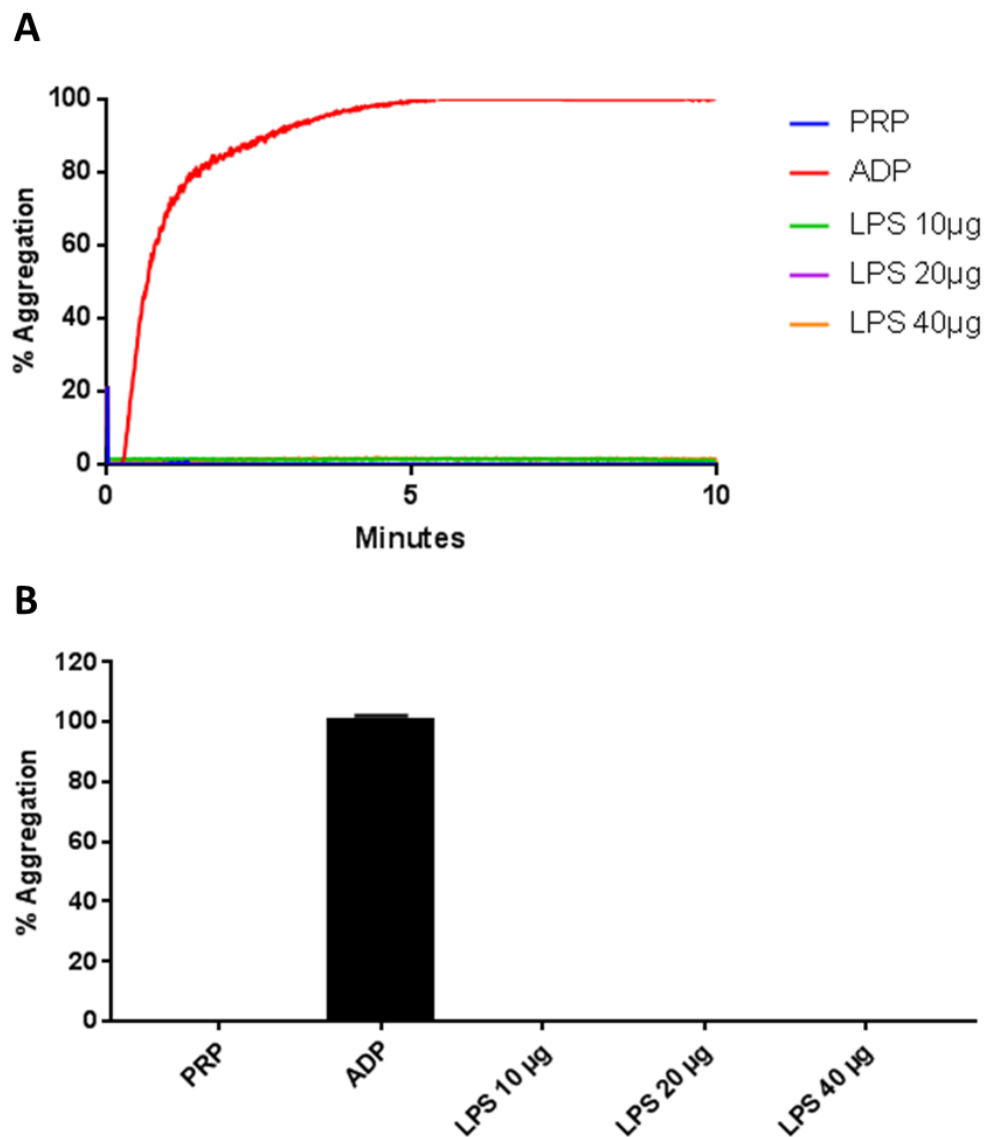 A
100
80
60
40
20
0
% Aggregation
0 5 10
Minutes
PRP
ADP
LPS 10µg
LPS 20µg
LPS 40µg
B
120
100
80
60
40
20
0
% Aggregation
PRP
ADP
LPS 10 µg
LPS 20 µg
LPS 40 µg